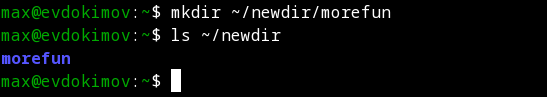 max@evdokimov:~$ mkdir ~/newdir/morefun
max@evdokimov:~$ ls ~/newdir
morefun
max@evdokimov:~$